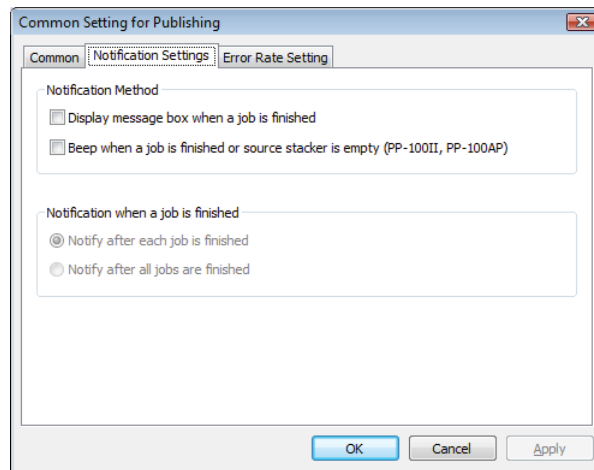 Common Setting for Publishing
Common Notification Settings Error Rate Setting
Notification Method
Display message box when a job is finished
Beep when a job is finished or source stacker is empty (PP-100II, PP-100AP)
Notification when a job is finished
Notify after each job is finished
Notify after all jobs are finished
OK Cancel Apply